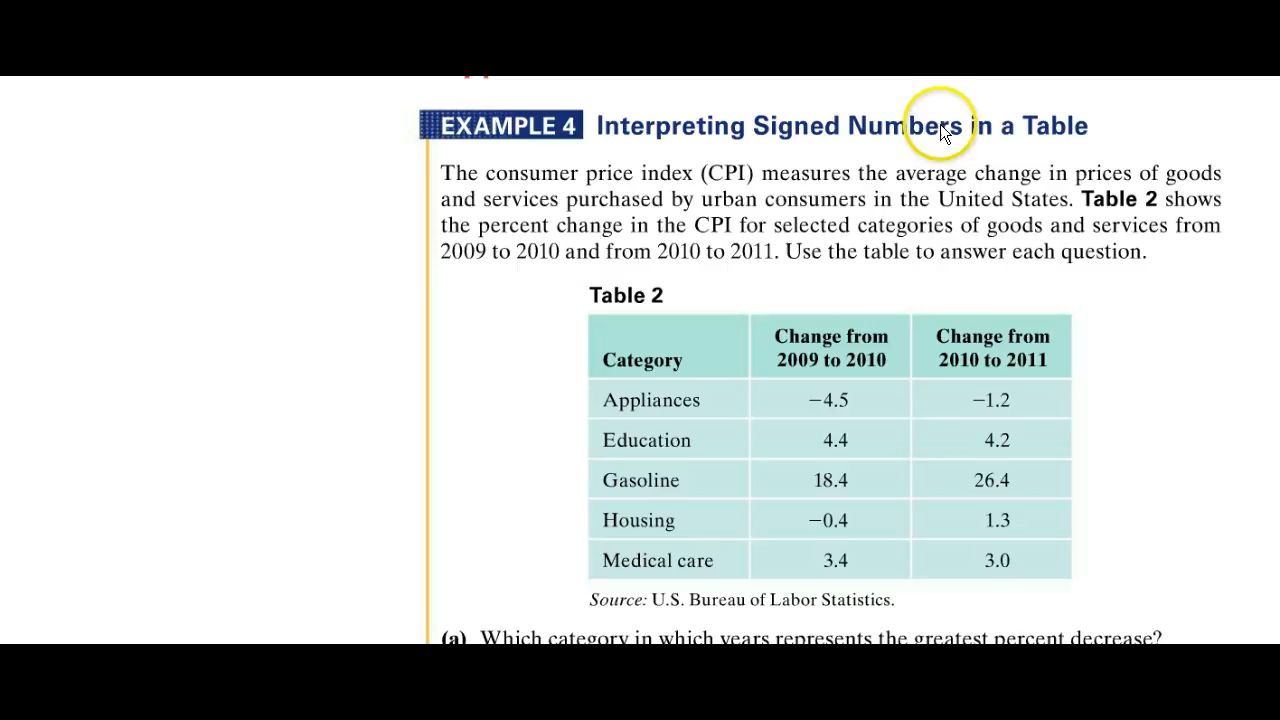 EXAMPLE 4 Interpreting Signed Numbers in a Table
The consumer price index (CPI) measures the average change in prices of goods
and services purchased by urban consumers in the United States. Table 2 shows
the percent change in the CPI for selected categories of goods and services from
2009 to 2010 and from 2010 to 2011. Use the table to answer each question.
Table 2
Category Change from 2009 to 2010 Change from 2010 to 2011
Appliances −4.5 −1.2
Education 4.4 4.2
Gasoline 18.4 26.4
Housing −0.4 1.3
Medical care 3.4 3.0
Source: U.S. Bureau of Labor Statistics.
(a) Which category in which years represents the greatest percent decrease?